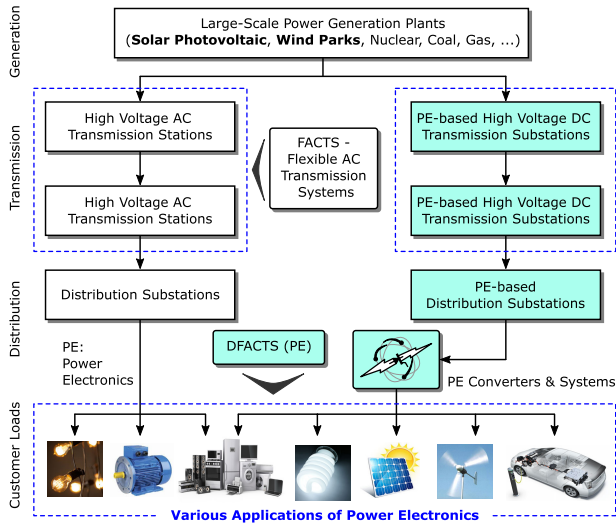 Generation
Large-Scale Power Generation Plants
(Solar Photovoltaic, Wind Parks, Nuclear, Coal, Gas, ...)
Transmission
High Voltage AC
Transmission Stations
FACTS -
Flexible AC
Transmission
Systems
PE-based High Voltage DC
Transmission Substations
High Voltage AC
Transmission Stations
PE-based High Voltage DC
Transmission Substations
Distribution
Distribution Substations
PE-based
Distribution Substations
PE:
Power
Electronics
DFACTS (PE)
PE Converters & Systems
Customer Loads
Various Applications of Power Electronics